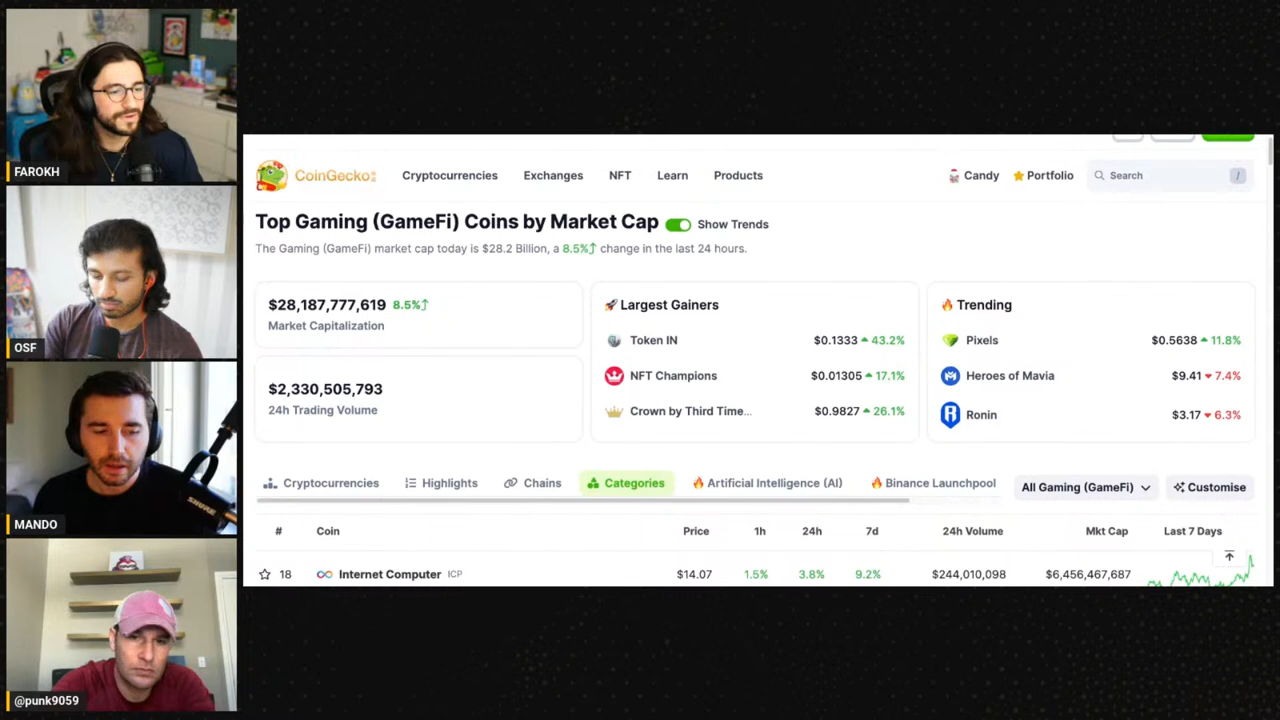 FAROKH
OSF
MANDO
SHURE
@punk9059
CoinGecko
Cryptocurrencies Exchanges NFT Learn Products
Candy Portfolio Search /
Top Gaming (GameFi) Coins by Market Cap Show Trends
The Gaming (GameFi) market cap today is $28.2 Billion, a 8.5% change in the last 24 hours.
$28,187,777,619 8.5%
Market Capitalization
$2,330,505,793
24h Trading Volume
Largest Gainers
Token IN $0.1333 43.2%
NFT Champions $0.01305 17.1%
Crown by Third Time... $0.9827 26.1%
Trending
Pixels $0.5638 11.8%
Heroes of Mavia $9.41 7.4%
Ronin $3.17 6.3%
Cryptocurrencies Highlights Chains Categories Artificial Intelligence (AI) Binance Launchpool All Gaming (GameFi) Customise
# Coin Price 1h 24h 7d 24h Volume Mkt Cap Last 7 Days
18 Internet Computer ICP $14.07 1.5% 3.8% 9.2% $244,010,098 $6,456,467,687